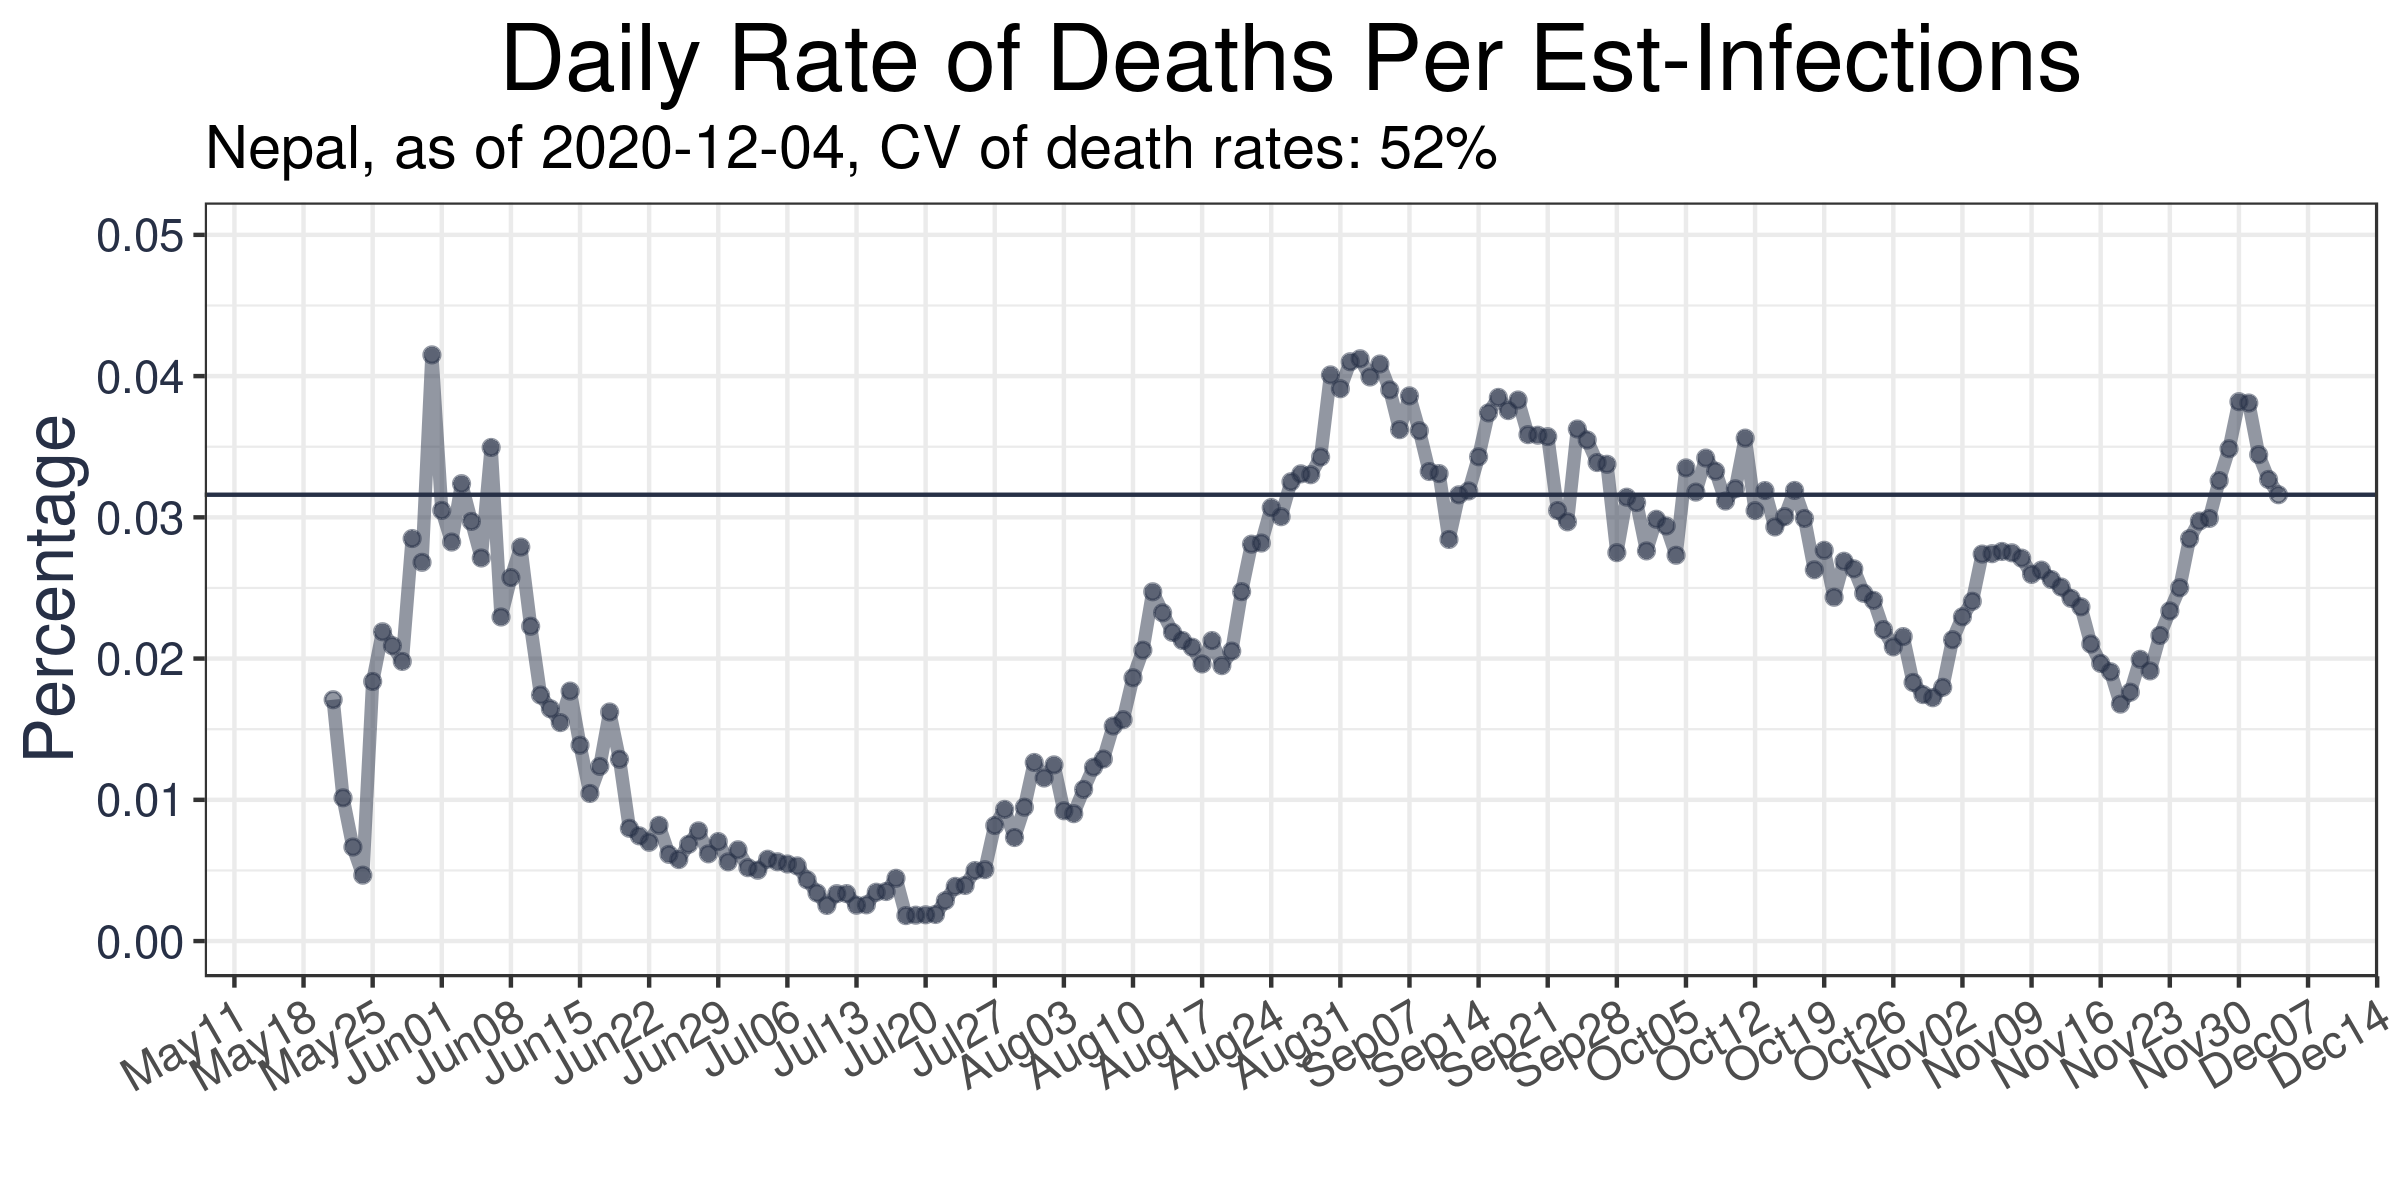 Daily Rate of Deaths Per Est-Infections
Nepal, as of 2020-12-04, CV of death rates: 52%
Percentage
0.05
0.04
0.03
0.02
0.01
0.00
May11
May18
May25
Jun01
Jun08
Jun15
Jun22
Jun29
Jul06
Jul13
Jul20
Jul27
Aug03
Aug10
Aug17
Aug24
Aug31
Sep07
Sep14
Sep21
Sep28
Oct05
Oct12
Oct19
Oct26
Nov02
Nov09
Nov16
Nov23
Nov30
Dec07
Dec14